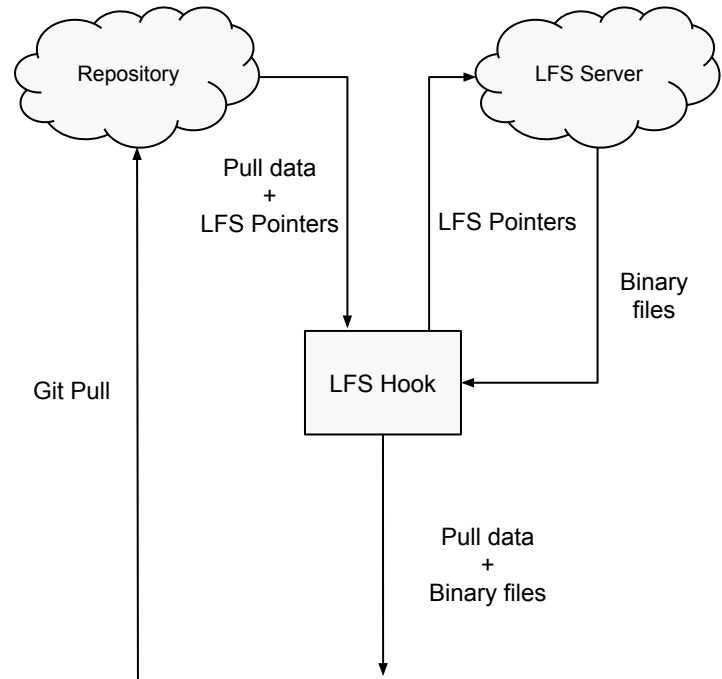 Repository
LFS Server
Pull data
+
LFS Pointers
LFS Pointers
Binary
files
LFS Hook
Git Pull
Pull data
+
Binary files